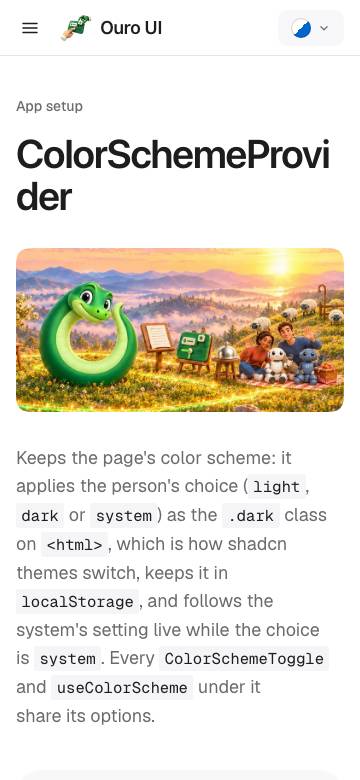 Ouro UI
App setup
ColorSchemeProvi
der
Keeps the page's color scheme: it
applies the person's choice ( light ,
dark or system ) as the .dark class
on <html> , which is how shadcn
themes switch, keeps it in
localStorage , and follows the
system's setting live while the choice
is system . Every ColorSchemeToggle
and useColorScheme under it
share its options.